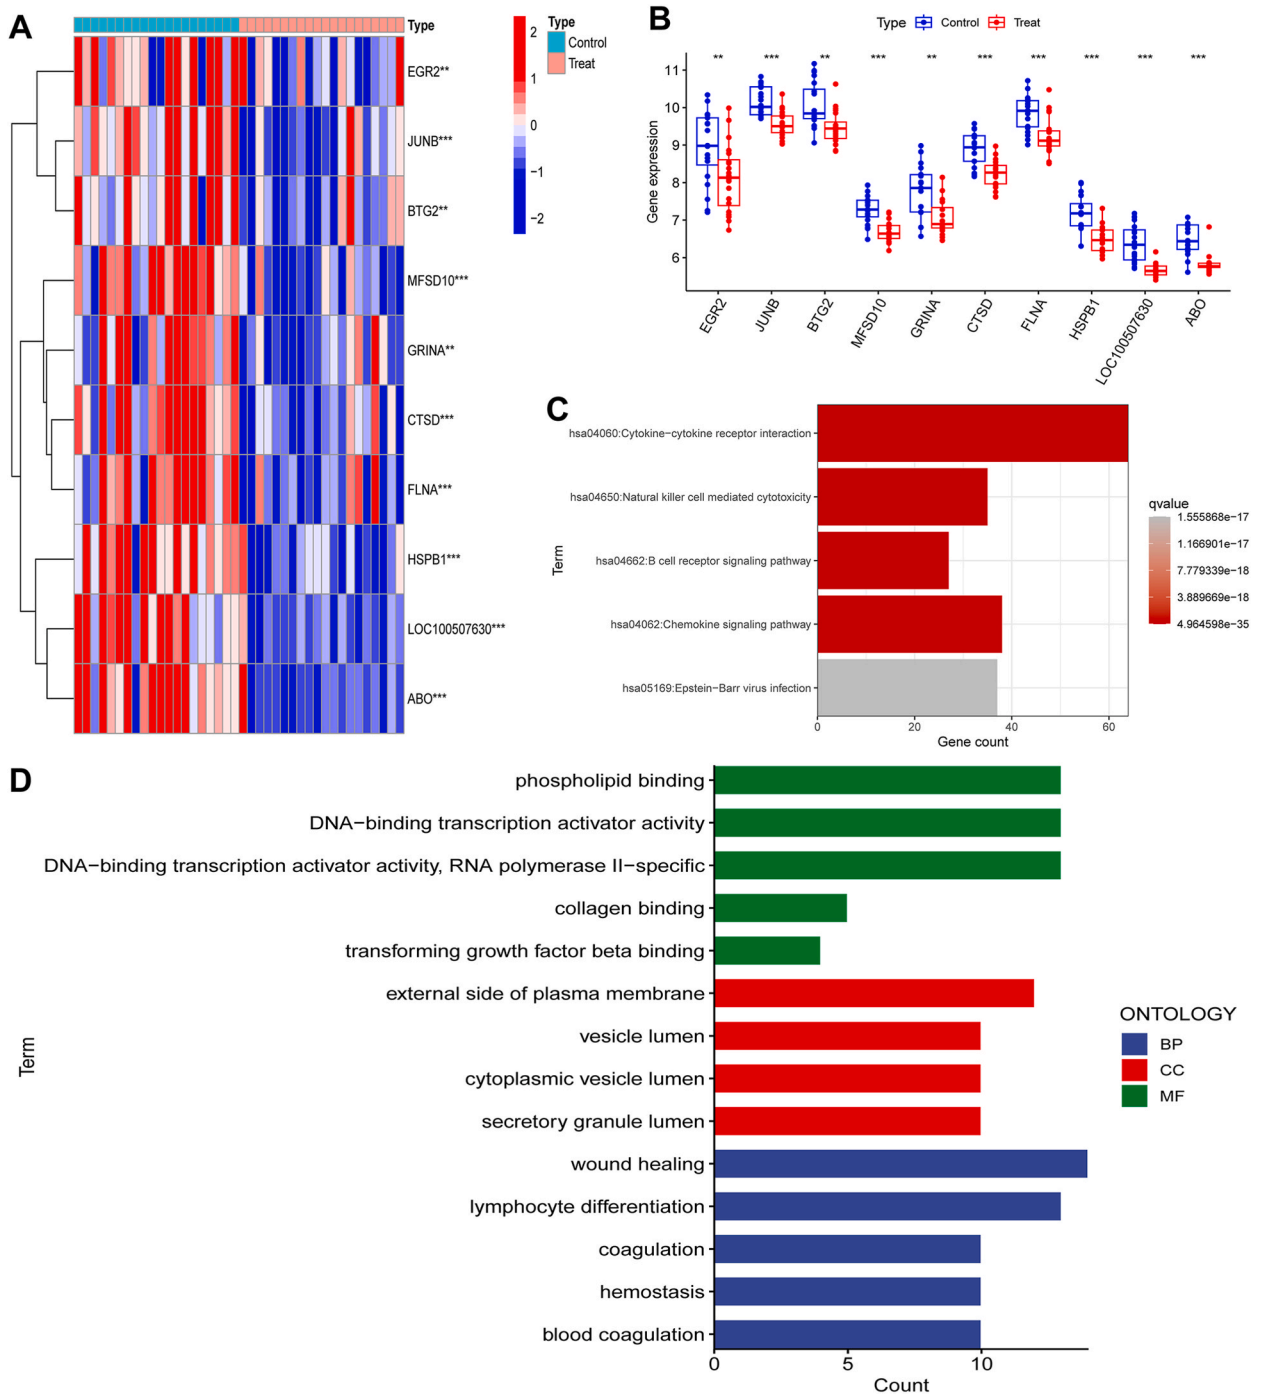 A
Type
EGR2**
JUNB***
BTG2**
MFSD10***
GRINA**
CTSD***
FLNA***
HSPB1***
LOC100507630***
ABO***
2
1
0
−1
−2
Type
Control
Treat
B
Type Control Treat
** *** ** *** ** *** *** *** *** ***
Gene expression
11
10
9
8
7
6
EGR2
JUNB
BTG2
MFSD10
GRINA
CTSD
FLNA
HSPB1
LOC100507630
ABO
C
Term
hsa04060:Cytokine−cytokine receptor interaction
hsa04650:Natural killer cell mediated cytotoxicity
hsa04662:B cell receptor signaling pathway
hsa04062:Chemokine signaling pathway
hsa05169:Epstein−Barr virus infection
0 20 40 60
Gene count
qvalue
1.555868e−17
1.166901e−17
7.779339e−18
3.889669e−18
4.964598e−35
D
Term
phospholipid binding
DNA−binding transcription activator activity
DNA−binding transcription activator activity, RNA polymerase II−specific
collagen binding
transforming growth factor beta binding
external side of plasma membrane
vesicle lumen
cytoplasmic vesicle lumen
secretory granule lumen
wound healing
lymphocyte differentiation
coagulation
hemostasis
blood coagulation
0 5 10
Count
ONTOLOGY
BP
CC
MF